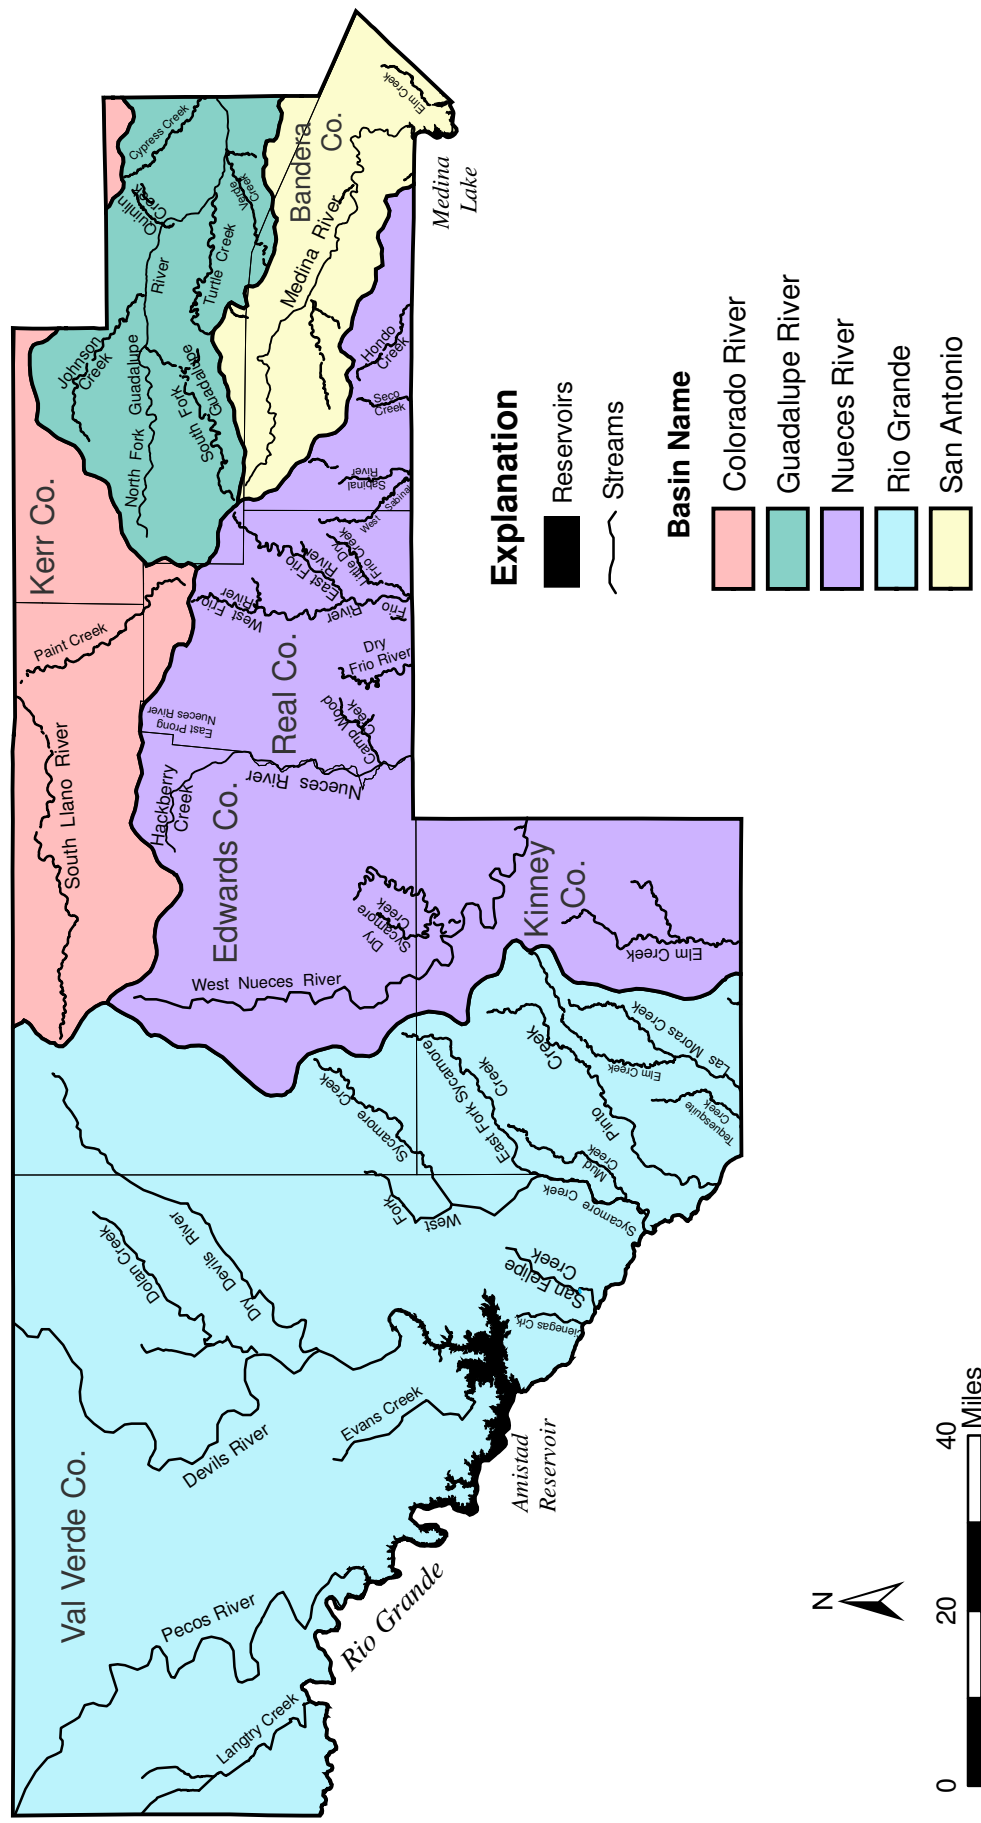 Kerr Co.
Bandera
Co.
Real Co.
Edwards Co.
Kinney
Co.
Val Verde Co.
Cypress Creek
Quinlin
Creek
Verde
Creek
Turtle Creek
Johnson
Creek
North Fork Guadalupe River
South Fork
Guadalupe
Elm Creek
Medina River
Medina
Lake
Hondo
Creek
Seco
Creek
Sabinal
River
West Sabinal
Little Dry
Frio Creek
East Frio
River
West Frio
River
Frio
River
Dry
Frio River
Camp Wood
Creek
East Prong
Nueces River
Nueces River
Hackberry
Creek
Paint Creek
South Llano River
West Nueces River
Dry
Sycamore
Creek
Elm Creek
Las Moras Creek
Elm Creek
Tequesquite
Creek
Pinto
Creek
Mud
Creek
East Fork Sycamore
Creek
Sycamore Creek
West
Fork
Sycamore Creek
San Felipe
Creek
Cienegas Crk
Dolan Creek
Dry Devils River
Devils River
Evans Creek
Amistad
Reservoir
Pecos River
Langtry Creek
Rio Grande
Explanation
Reservoirs
Streams
Basin Name
Colorado River
Guadalupe River
Nueces River
Rio Grande
San Antonio
N
0 20 40
Miles